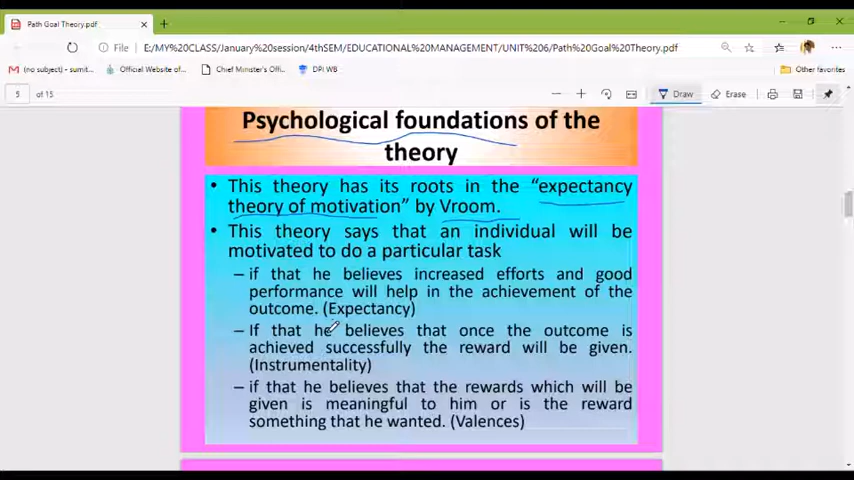 Path Goal Theory.pdf
File E:/MY%20CLASS/January%20session/4thSEM/EDUCATIONAL%20MANAGEMENT/UNIT%206/Path%20Goal%20Theory.pdf
(no subject) - sumit... Official Website of... Chief Minster's Offi... DPI WB Other favorites
5 of 15 Draw Erase
Psychological foundations of the
theory
• This theory has its roots in the “expectancy
theory of motivation” by Vroom.
• This theory says that an individual will be
motivated to do a particular task
– if that he believes increased efforts and good
performance will help in the achievement of the
outcome. (Expectancy)
– If that he believes that once the outcome is
achieved successfully the reward will be given.
(Instrumentality)
– if that he believes that the rewards which will be
given is meaningful to him or is the reward
something that he wanted. (Valences)